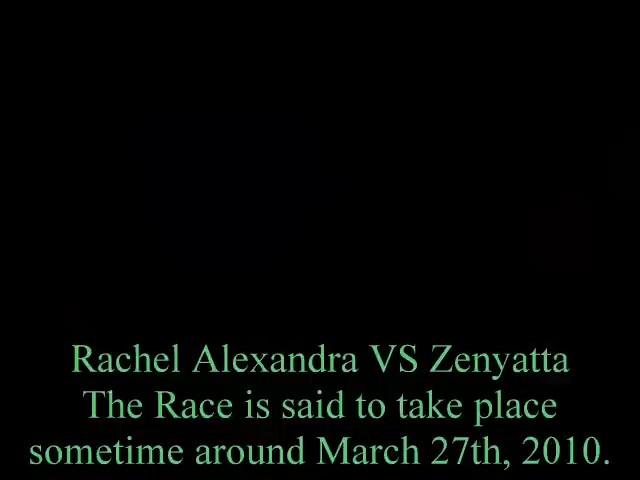 Rachel Alexandra VS Zenyatta
The Race is said to take place
sometime around March 27th, 2010.